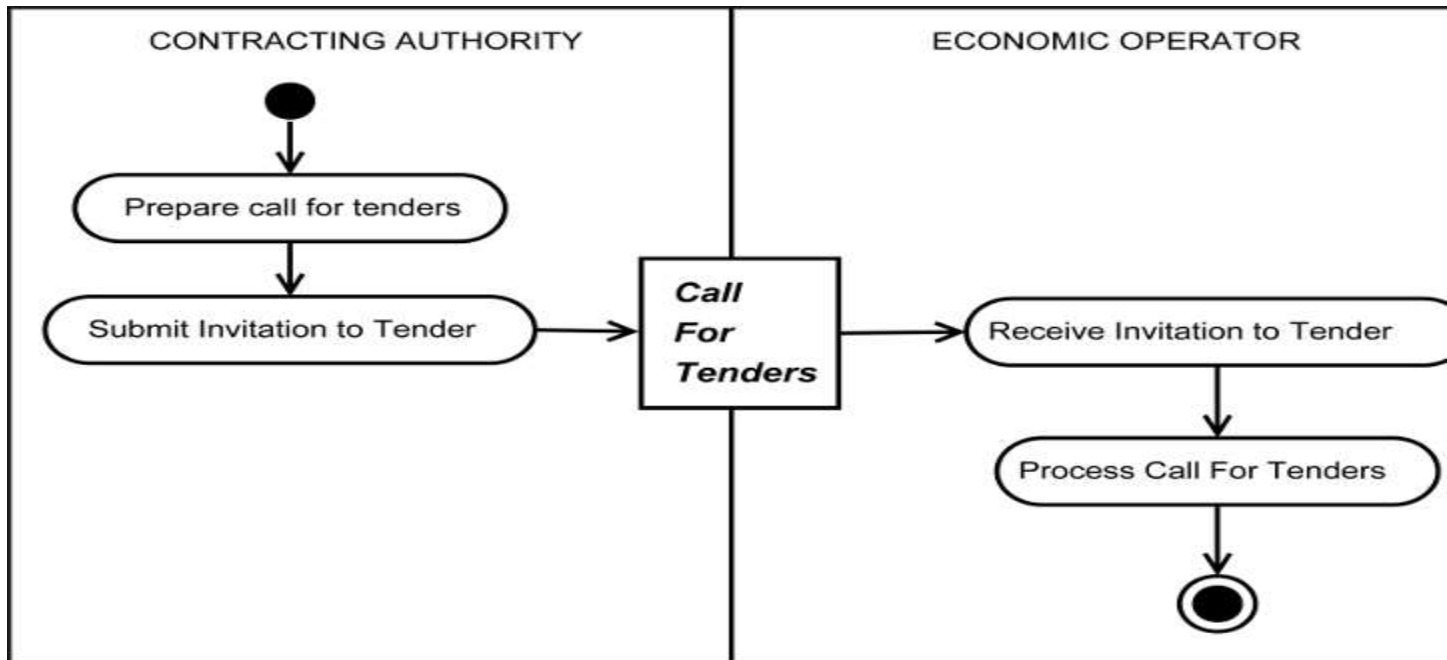 CONTRACTING AUTHORITY
ECONOMIC OPERATOR
Prepare call for tenders
Submit Invitation to Tender
Call
For
Tenders
Receive Invitation to Tender
Process Call For Tenders